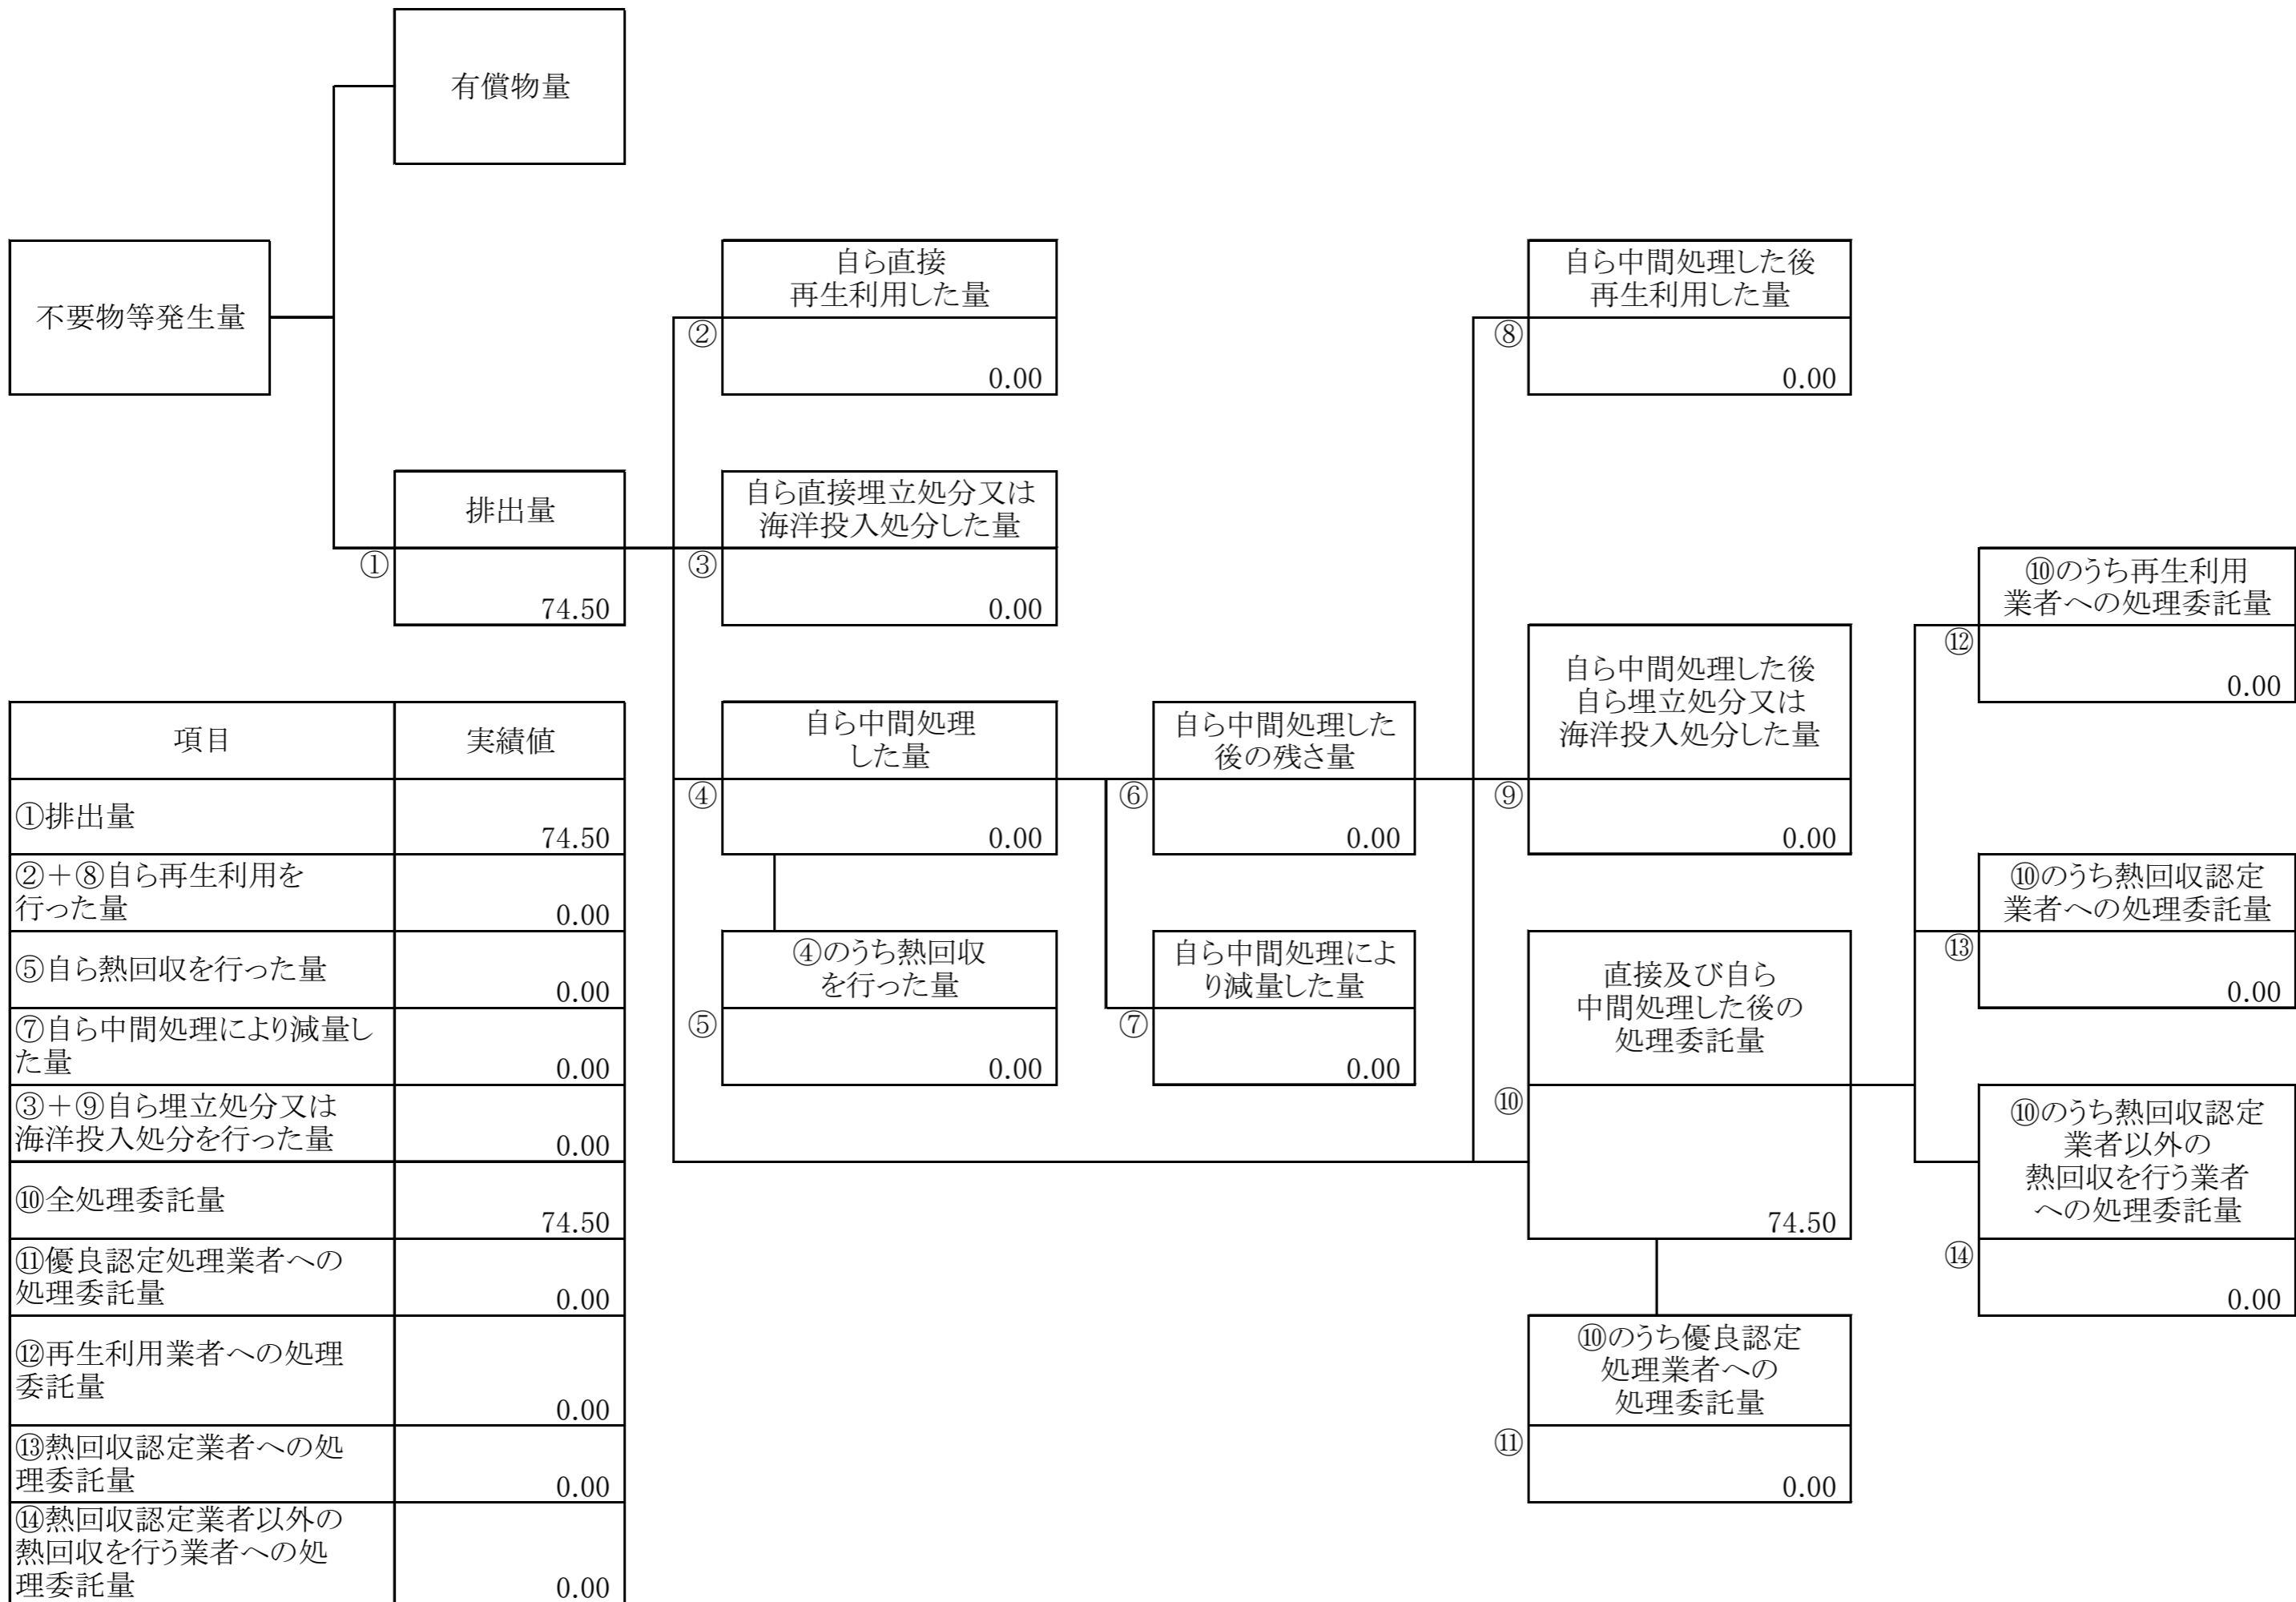 有償物量
不要物等発生量
自ら直接
再生利用した量
②
0.00
自ら中間処理した後
再生利用した量
⑧
0.00
排出量
①
74.50
自ら直接埋立処分又は
海洋投入処分した量
③
0.00
⑩のうち再生利用
業者への処理委託量
⑫
0.00
自ら中間処理
した量
④
0.00
自ら中間処理した
後の残さ量
⑥
0.00
自ら中間処理した後
自ら埋立処分又は
海洋投入処分した量
⑨
0.00
⑩のうち熱回収認定
業者への処理委託量
⑬
0.00
④のうち熱回収
を行った量
⑤
0.00
自ら中間処理によ
り減量した量
⑦
0.00
直接及び自ら
中間処理した後の
処理委託量
⑩
74.50
⑩のうち熱回収認定
業者以外の
熱回収を行う業者
への処理委託量
⑭
0.00
⑩のうち優良認定
処理業者への
処理委託量
⑪
0.00
項目 実績値
①排出量
74.50
②＋⑧自ら再生利用を
行った量
0.00
⑤自ら熱回収を行った量
0.00
⑦自ら中間処理により減量し
た量
0.00
③＋⑨自ら埋立処分又は
海洋投入処分を行った量
0.00
⑩全処理委託量
74.50
⑪優良認定処理業者への
処理委託量
0.00
⑫再生利用業者への処理
委託量
0.00
⑬熱回収認定業者への処
理委託量
0.00
⑭熱回収認定業者以外の
熱回収を行う業者への処
理委託量
0.00